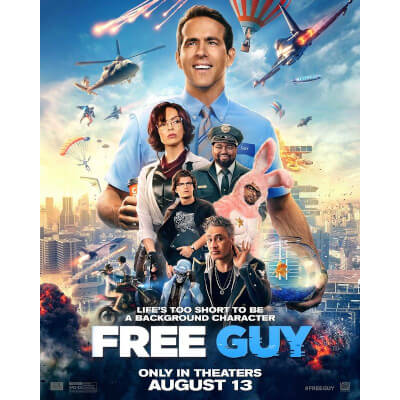 LIFE'S TOO SHORT TO BE
A BACKGROUND CHARACTER
FREE GUY
ONLY IN THEATERS
AUGUST 13
#FREEGUY